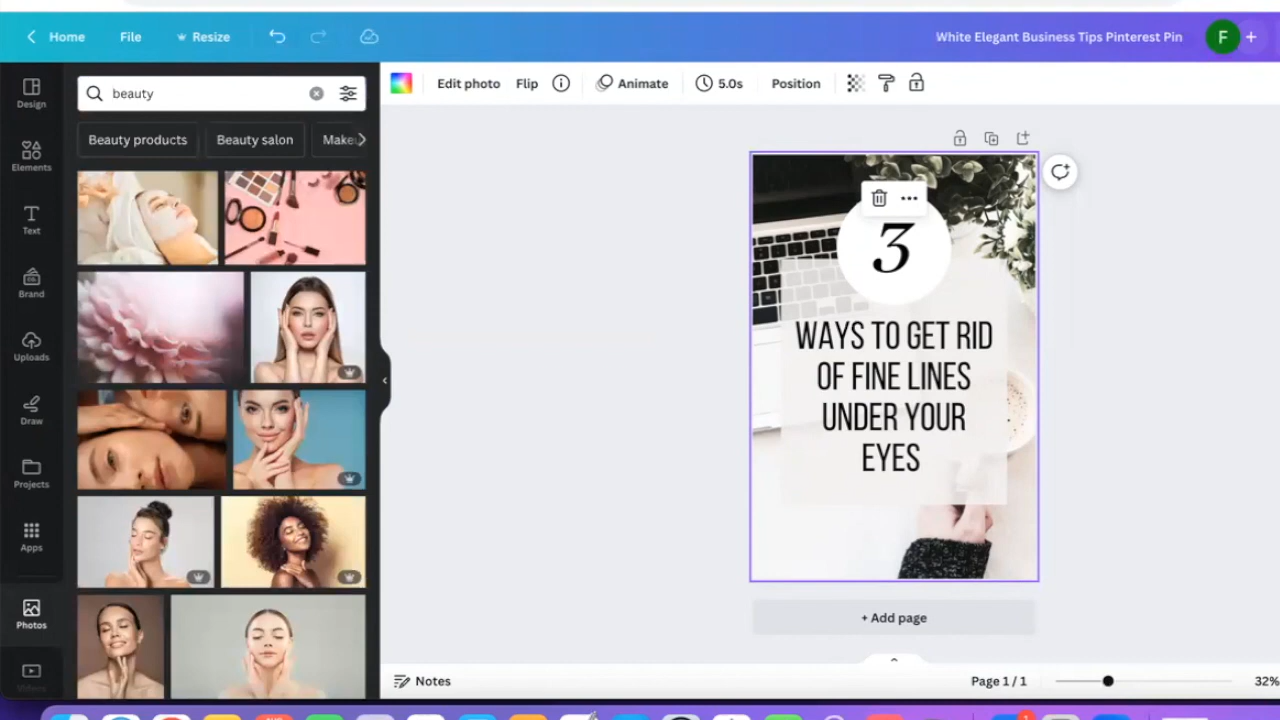 Home
File
Resize
White Elegant Business Tips Pinterest Pin
F
+
Design
Elements
Text
Brand
CO.
Uploads
Draw
Projects
Apps
Photos
beauty
Beauty products
Beauty salon
Edit photo
Flip
Animate
5.0s
Position
3
WAYS TO GET RID
OF FINE LINES
UNDER YOUR
EYES
+ Add page
Notes
Page 1 / 1
32%